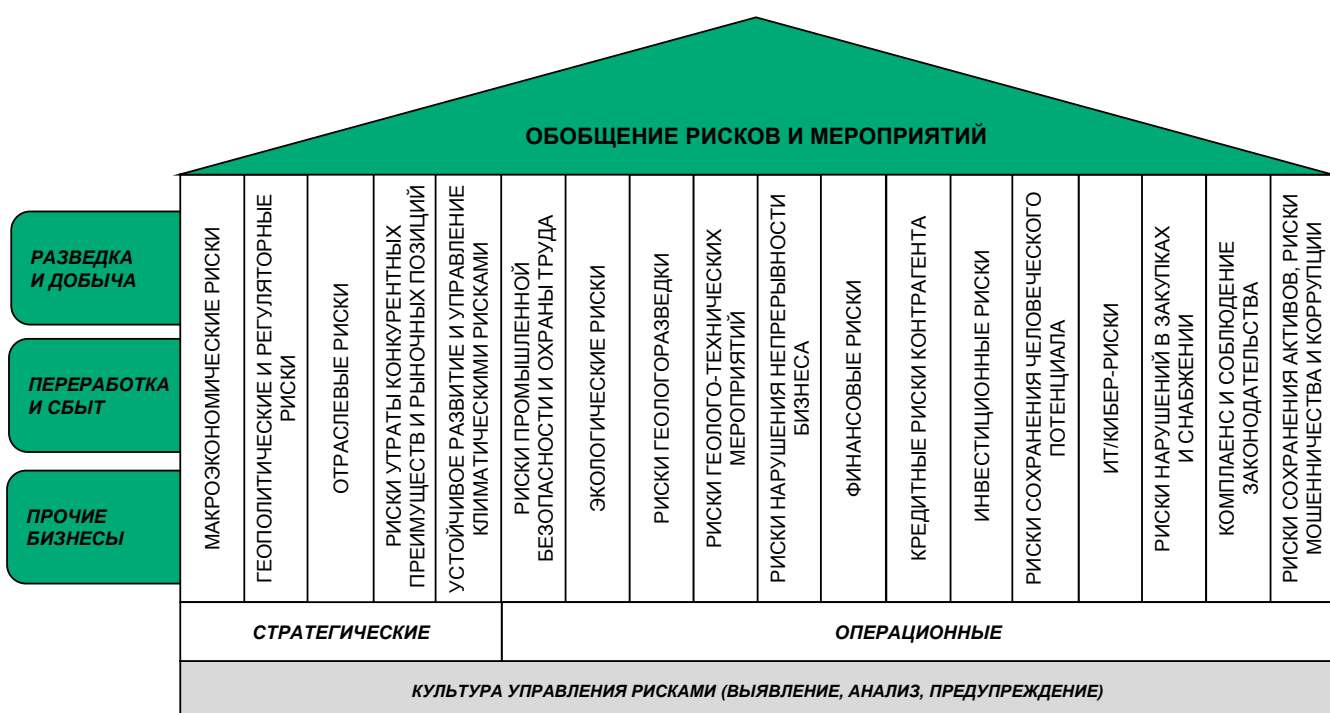 ОБОБЩЕНИЕ РИСКОВ И МЕРОПРИЯТИЙ
РАЗВЕДКА
И ДОБЫЧА
ПЕРЕРАБОТКА
И СБЫТ
ПРОЧИЕ
БИЗНЕСЫ
МАКРОЭКОНОМИЧЕСКИЕ РИСКИ
ГЕОПОЛИТИЧЕСКИЕ И РЕГУЛЯТОРНЫЕ
РИСКИ
ОТРАСЛЕВЫЕ РИСКИ
РИСКИ УТРАТЫ КОНКУРЕНТНЫХ
ПРЕИМУЩЕСТВ И РЫНОЧНЫХ ПОЗИЦИЙ
УСТОЙЧИВОЕ РАЗВИТИЕ И УПРАВЛЕНИЕ
КЛИМАТИЧЕСКИМИ РИСКАМИ
РИСКИ ПРОМЫШЛЕННОЙ
БЕЗОПАСНОСТИ И ОХРАНЫ ТРУДА
ЭКОЛОГИЧЕСКИЕ РИСКИ
РИСКИ ГЕОЛОГОРАЗВЕДКИ
РИСКИ ГЕОЛОГО-ТЕХНИЧЕСКИХ
МЕРОПРИЯТИЙ
РИСКИ НАРУШЕНИЯ НЕПРЕРЫВНОСТИ
БИЗНЕСА
ФИНАНСОВЫЕ РИСКИ
КРЕДИТНЫЕ РИСКИ КОНТРАГЕНТА
ИНВЕСТИЦИОННЫЕ РИСКИ
РИСКИ СОХРАНЕНИЯ ЧЕЛОВЕЧЕСКОГО
ПОТЕНЦИАЛА
ИТ/КИБЕР-РИСКИ
РИСКИ НАРУШЕНИЙ В ЗАКУПКАХ
И СНАБЖЕНИИ
КОМПЛАЕНС И СОБЛЮДЕНИЕ
ЗАКОНОДАТЕЛЬСТВА
РИСКИ СОХРАНЕНИЯ АКТИВОВ, РИСКИ
МОШЕННИЧЕСТВА И КОРРУПЦИИ
СТРАТЕГИЧЕСКИЕ
ОПЕРАЦИОННЫЕ
КУЛЬТУРА УПРАВЛЕНИЯ РИСКАМИ (ВЫЯВЛЕНИЕ, АНАЛИЗ, ПРЕДУПРЕЖДЕНИЕ)